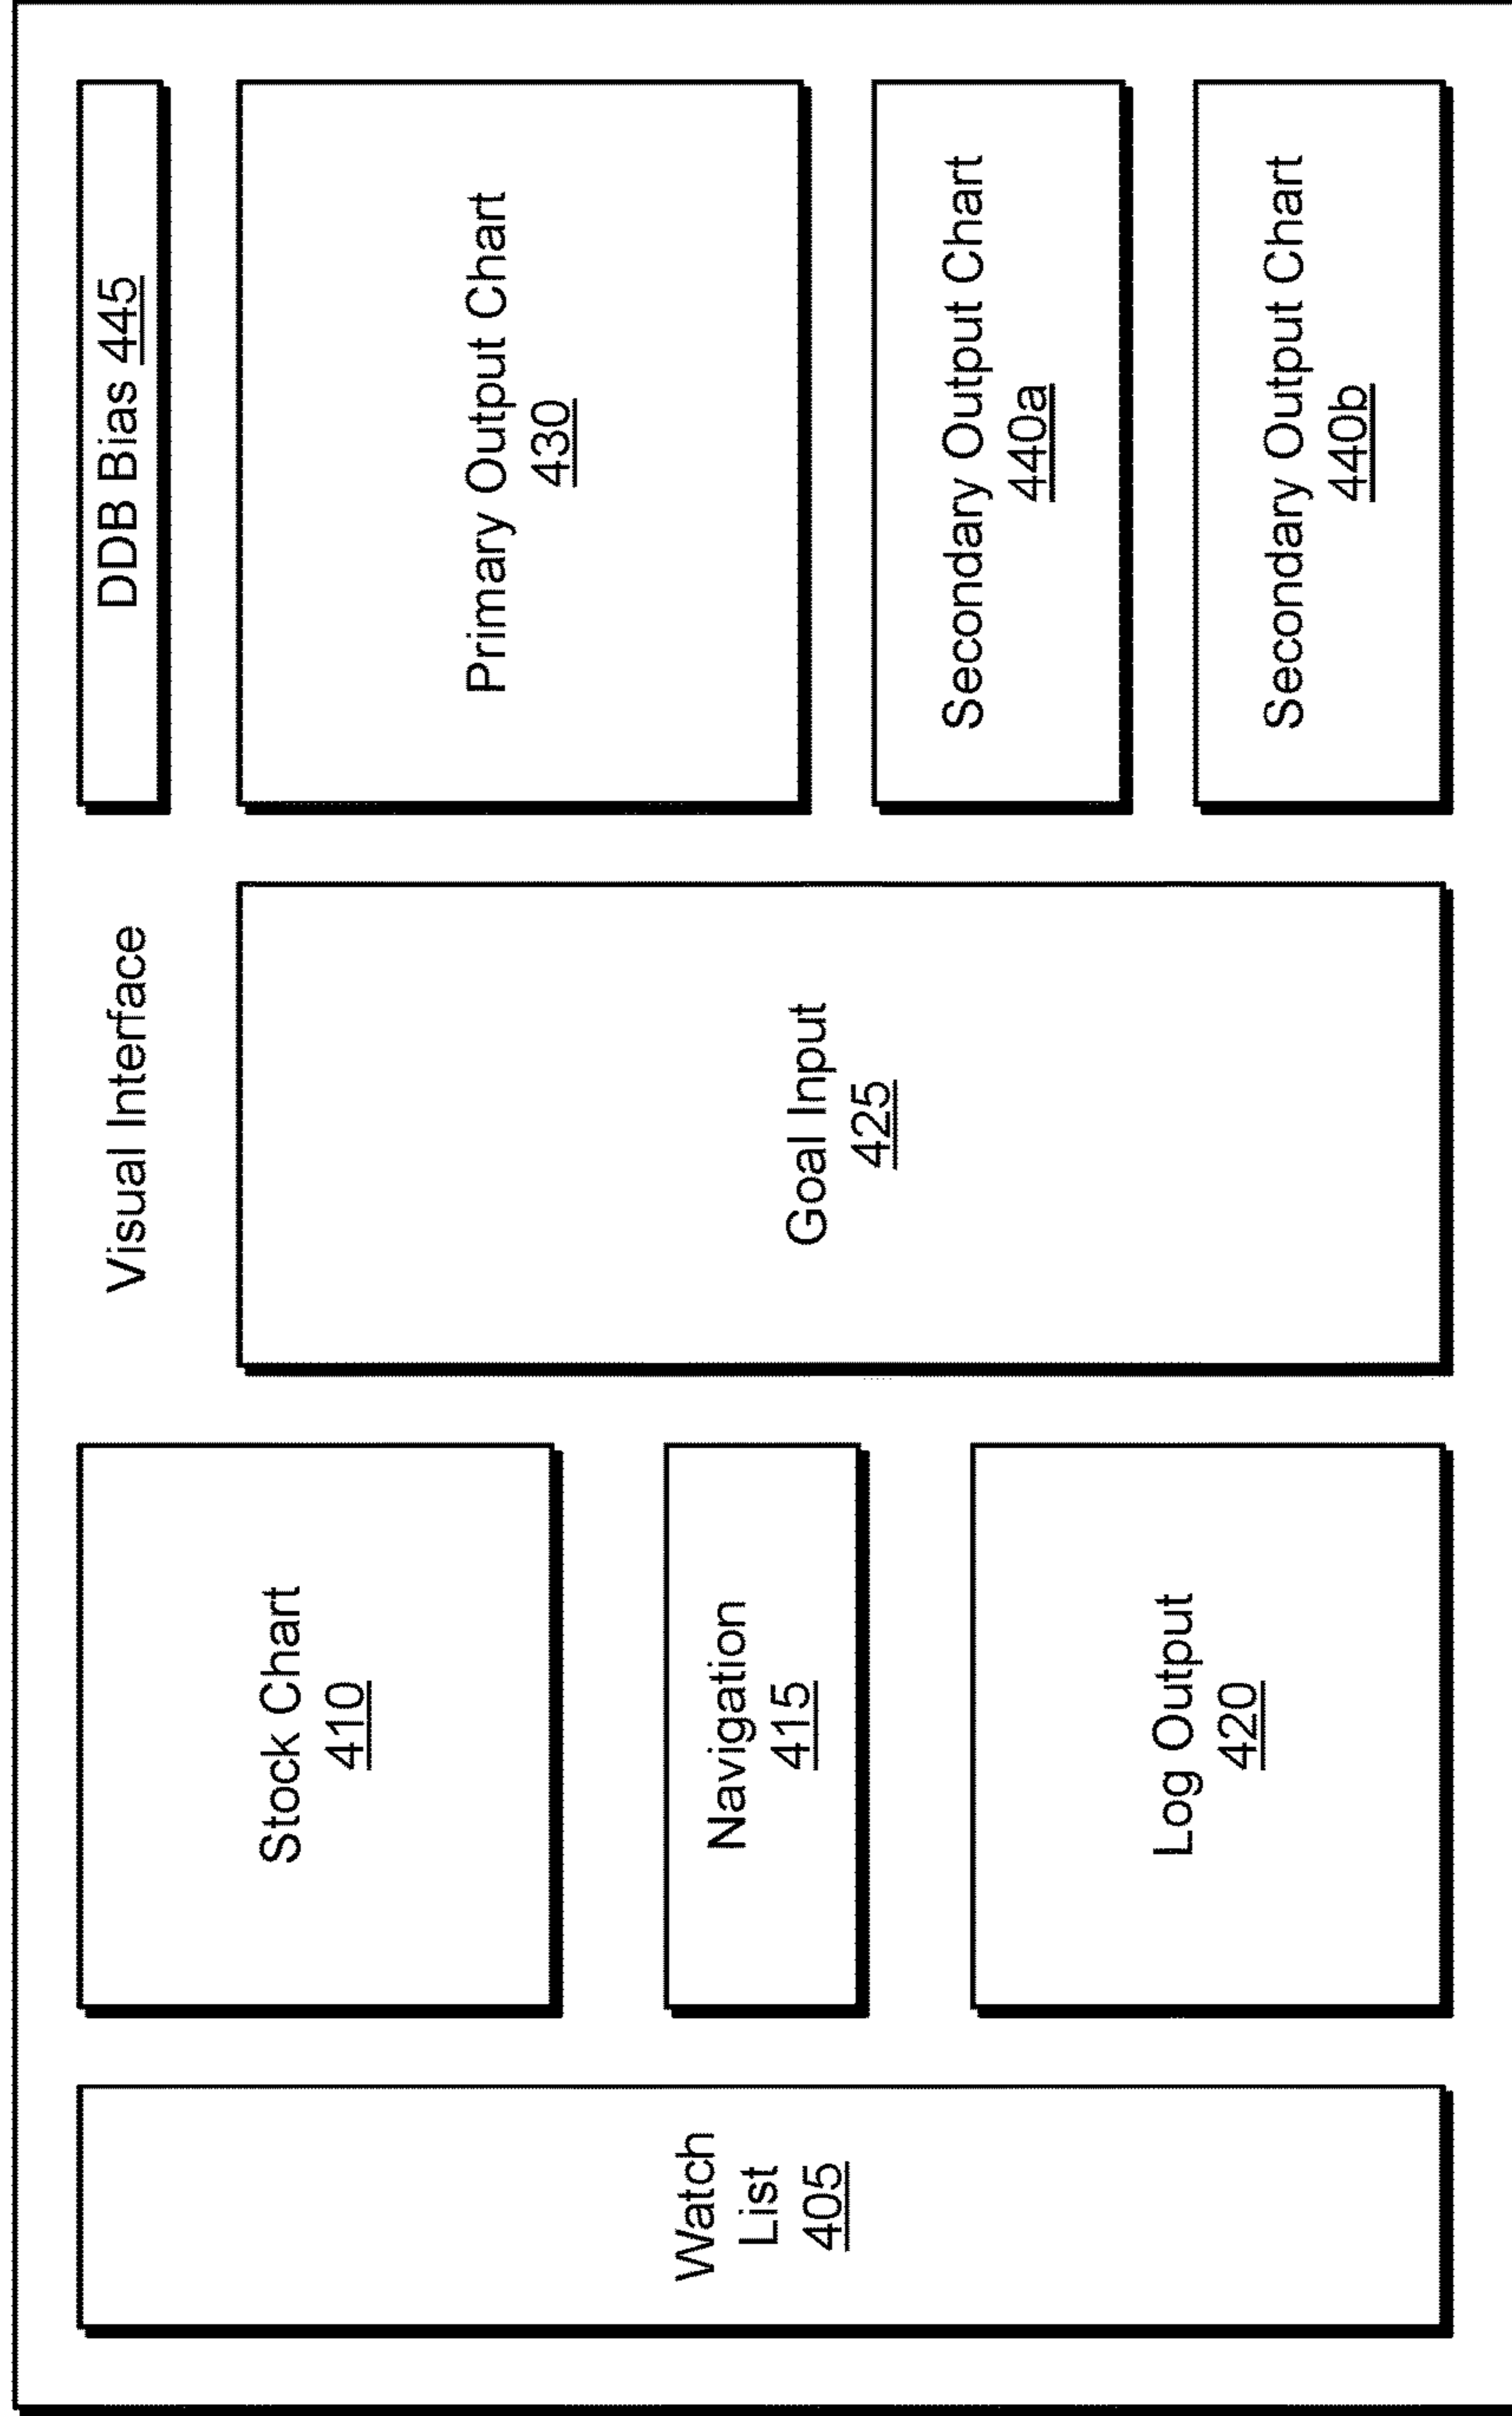 Visual Interface
Watch
List
405
Stock Chart
410
Navigation
415
Log Output
420
Goal Input
425
DDB Bias 445
Primary Output Chart
430
Secondary Output Chart
440a
Secondary Output Chart
440b